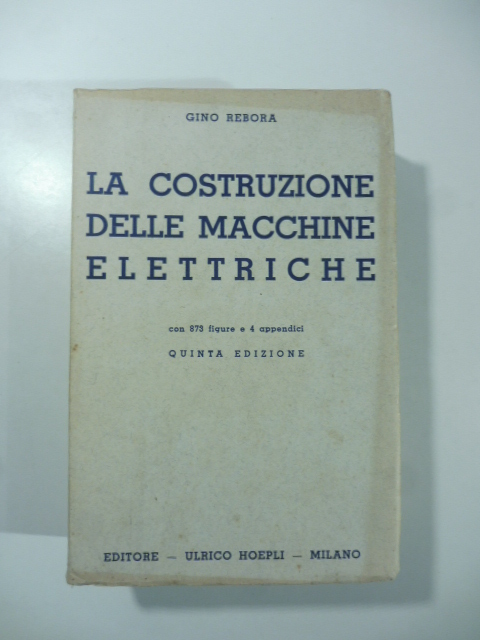 GINO REBORA
LA COSTRUZIONE
DELLE MACCHINE
ELETTRICHE
con 873 figure e 4 appendici
QUINTA EDIZIONE
EDITORE — ULRICO HOEPLI — MILANO